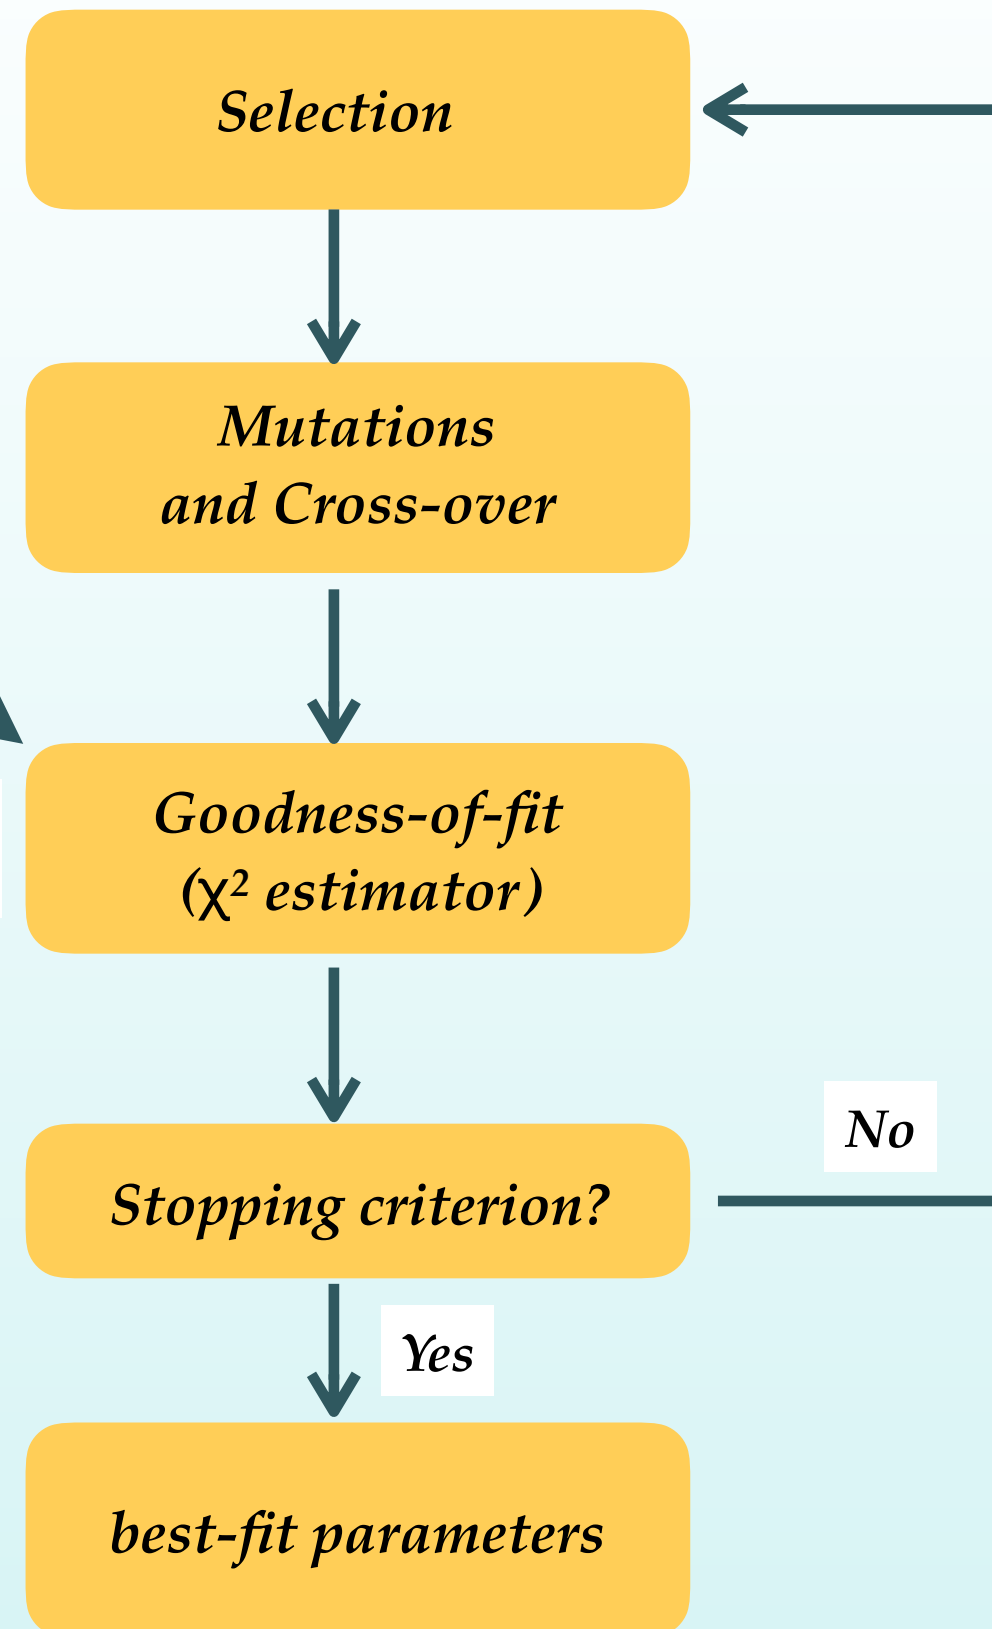 Selection
Mutations
and Cross-over
Goodness-of-fit
(χ² estimator)
No
Stopping criterion?
Yes
best-fit parameters